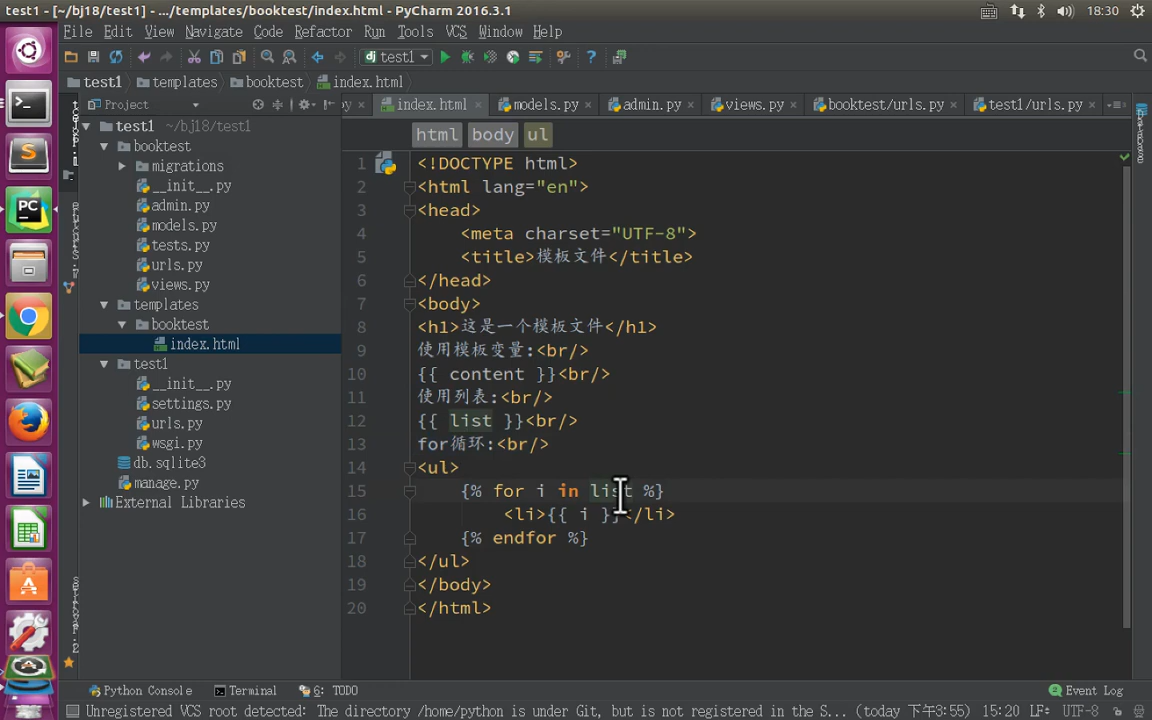 test1 - [~/bj18/test1] - .../templates/booktest/index.html - PyCharm 2016.3.1
18:30
File Edit View Navigate Code Refactor Run Tools VCS Window Help
dj test1
test1 templates booktest index.html
Project
py × index.html × models.py × admin.py × views.py × booktest/urls.py × test1/urls.py ×
test1 ~/bj18/test1
booktest
migrations
__init__.py
admin.py
models.py
tests.py
urls.py
views.py
templates
booktest
index.html
test1
__init__.py
settings.py
urls.py
wsgi.py
db.sqlite3
manage.py
External Libraries
html body ul
1 <!DOCTYPE html>
2 <html lang="en">
3 <head>
4 <meta charset="UTF-8">
5 <title>模板文件</title>
6 </head>
7 <body>
8 <h1>这是一个模板文件</h1>
9 使用模板变量:<br/>
10 {{ content }}<br/>
11 使用列表:<br/>
12 {{ list }}<br/>
13 for循环:<br/>
14 <ul>
15 {% for i in list %}
16 <li>{{ i }}</li>
17 {% endfor %}
18 </ul>
19 </body>
20 </html>
Python Console Terminal 6: TODO Event Log
Unregistered VCS root detected: The directory /home/python is under Git, but is not registered in the S... (today 下午3:55) 15:20 LF÷ UTF-8